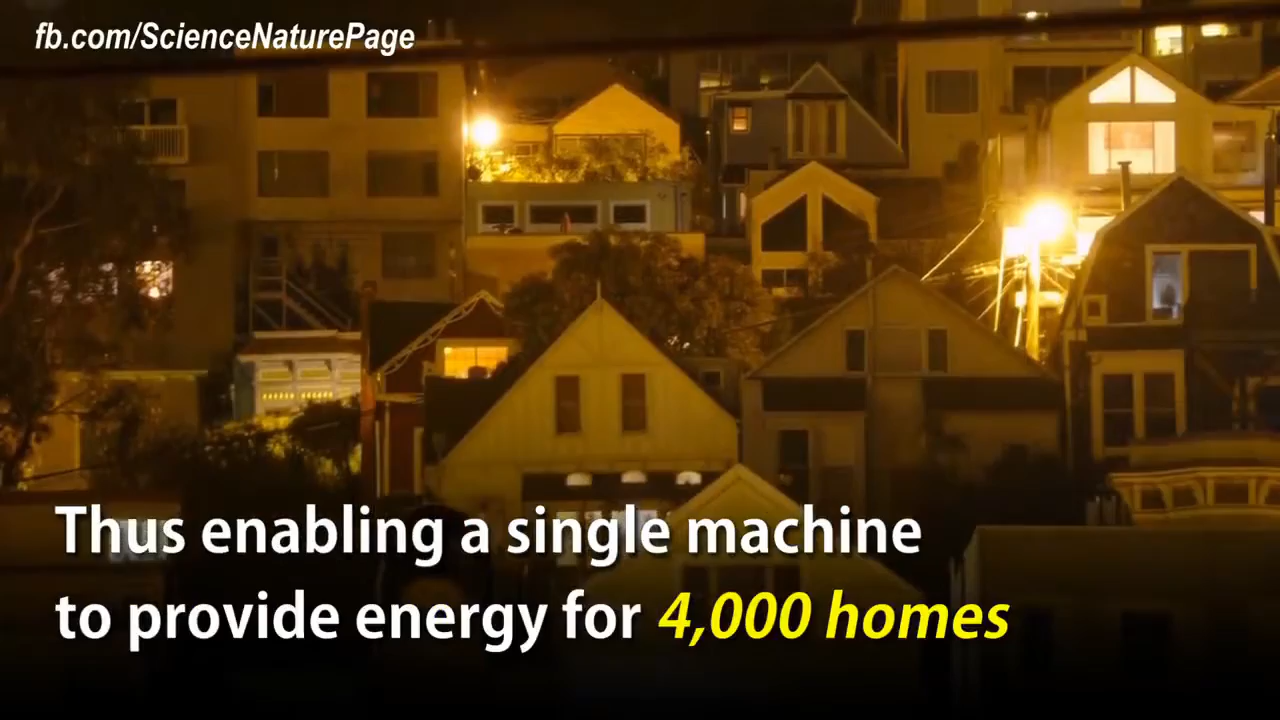 fb.com/ScienceNaturePage
Thus enabling a single machine
to provide energy for 4,000 homes